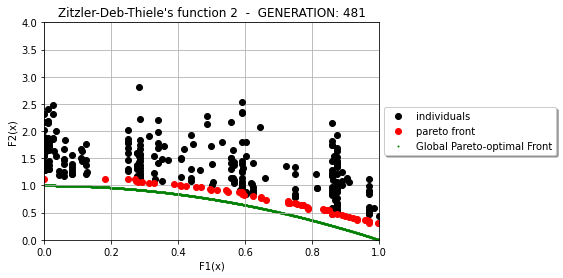 Zitzler-Deb-Thiele's function 2  -  GENERATION: 481
4.0
3.5
3.0
2.5
2.0
1.5
1.0
0.5
0.0
F2(x)
0.0 0.2 0.4 0.6 0.8 1.0
F1(x)
individuals
pareto front
Global Pareto-optimal Front